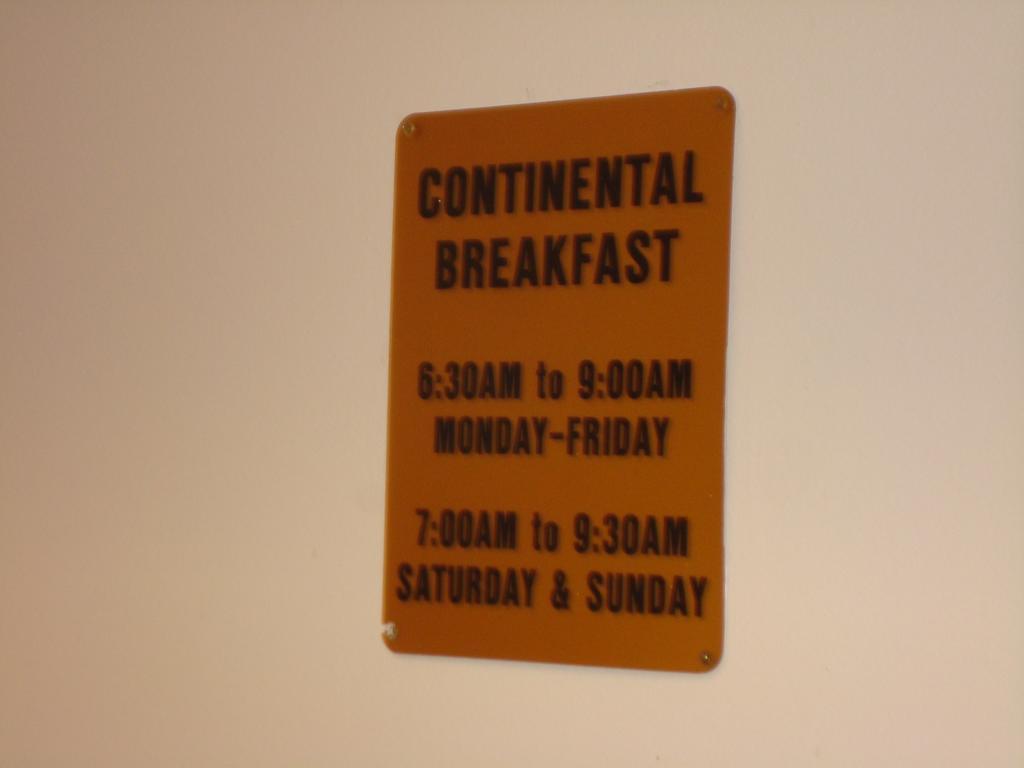 CONTINENTAL
BREAKFAST
6:30AM to 9:00AM
MONDAY-FRIDAY
7:00AM to 9:30AM
SATURDAY & SUNDAY